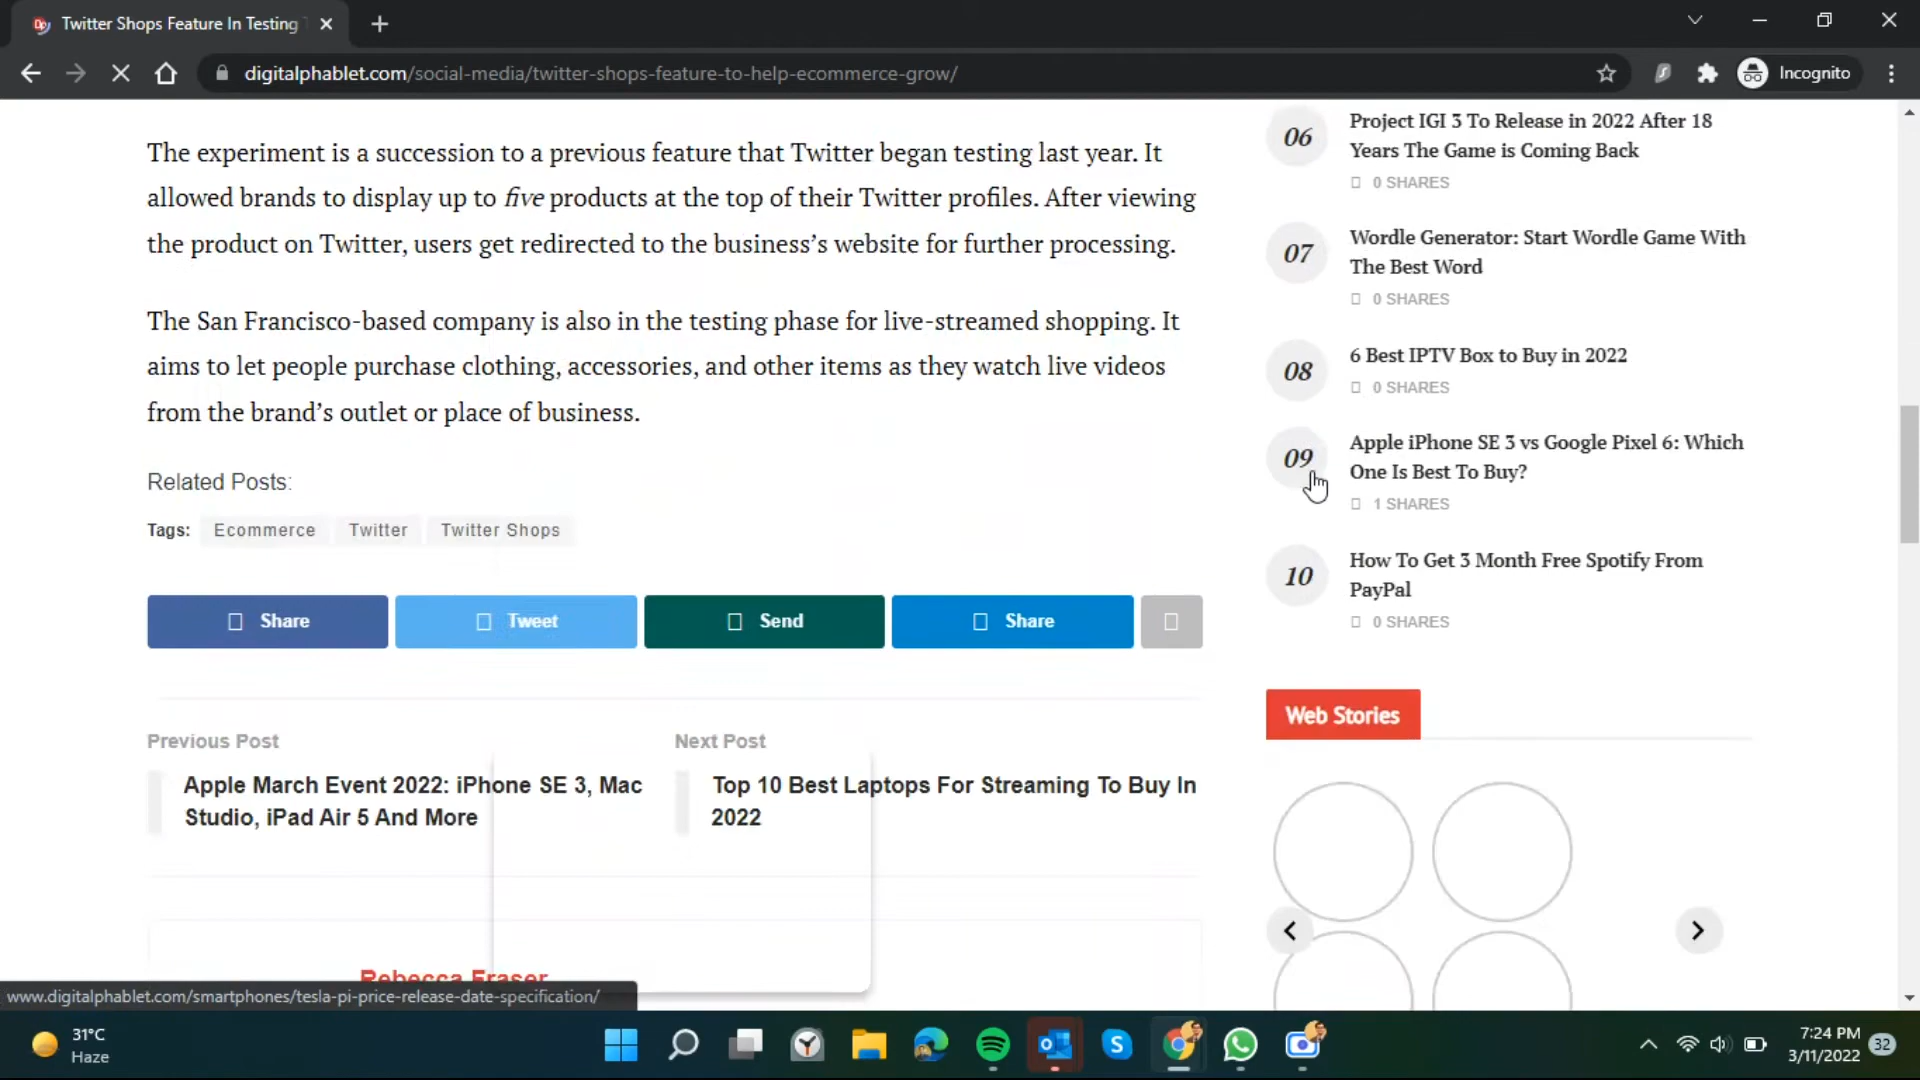 Twitter Shops Feature In Testing
digitalphablet.com/social-media/twitter-shops-feature-to-help-ecommerce-grow/
Incognito
The experiment is a succession to a previous feature that Twitter began testing last year. It
allowed brands to display up to five products at the top of their Twitter profiles. After viewing
the product on Twitter, users get redirected to the business’s website for further processing.
The San Francisco-based company is also in the testing phase for live-streamed shopping. It
aims to let people purchase clothing, accessories, and other items as they watch live videos
from the brand’s outlet or place of business.
Related Posts:
Tags: Ecommerce Twitter Twitter Shops
Share Tweet Send Share
Previous Post
Apple March Event 2022: iPhone SE 3, Mac
Studio, iPad Air 5 And More
Next Post
Top 10 Best Laptops For Streaming To Buy In
2022
Rebecca Fraser
06
Project IGI 3 To Release in 2022 After 18
Years The Game is Coming Back
0 SHARES
07
Wordle Generator: Start Wordle Game With
The Best Word
0 SHARES
08
6 Best IPTV Box to Buy in 2022
0 SHARES
09
Apple iPhone SE 3 vs Google Pixel 6: Which
One Is Best To Buy?
1 SHARES
10
How To Get 3 Month Free Spotify From
PayPal
0 SHARES
Web Stories
www.digitalphablet.com/smartphones/tesla-pi-price-release-date-specification/
31°C
Haze
7:24 PM
3/11/2022
32